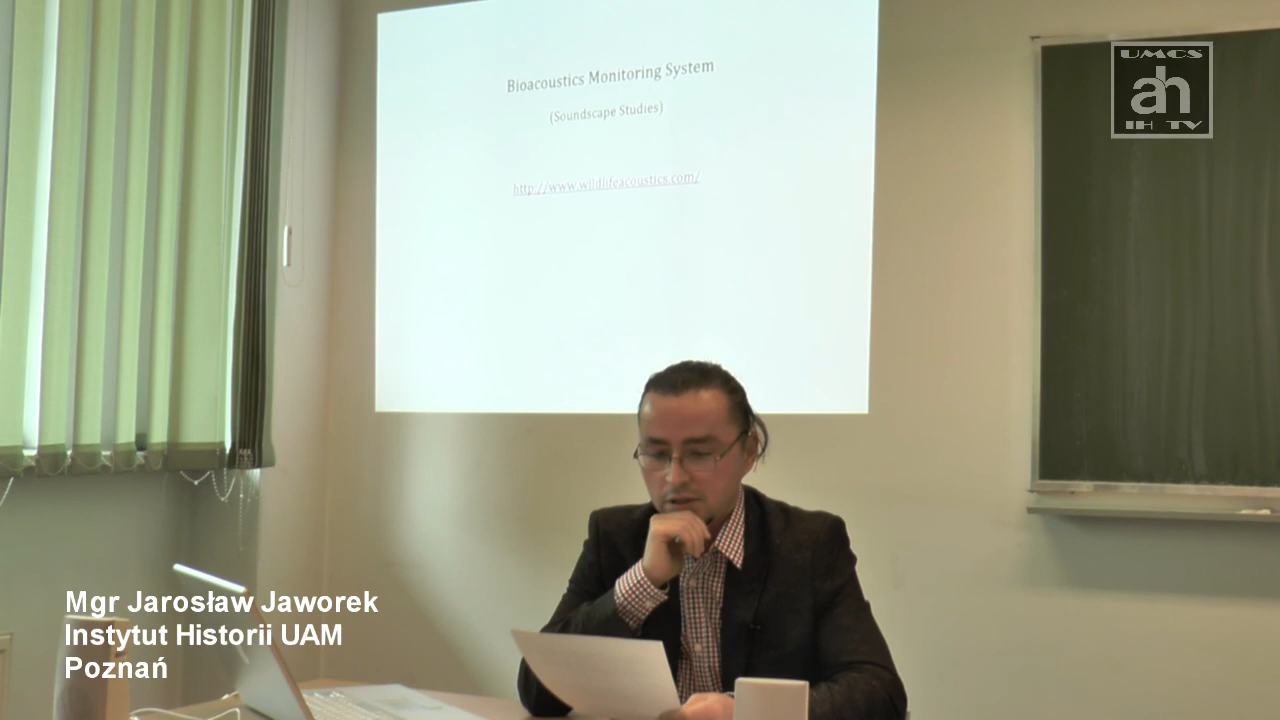 Bioacoustics Monitoring System
(Soundscape Studies)
http://www.wildlifeacoustics.com/
UMCS
ah
IH TV
Mgr Jarosław Jaworek
Instytut Historii UAM
Poznań